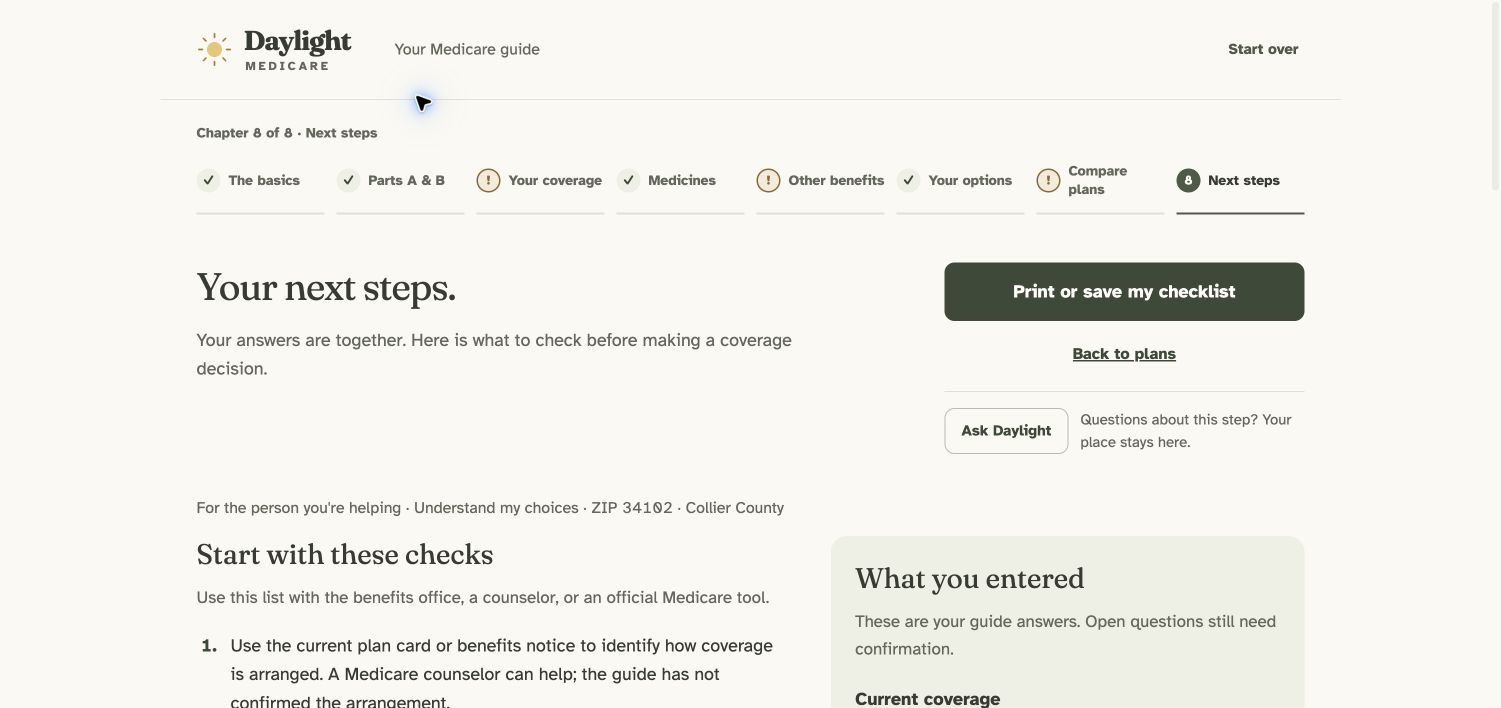 Daylight
MEDICARE
Your Medicare guide
Start over
Chapter 8 of 8 · Next steps
The basics
Parts A & B
! Your coverage
Medicines
! Other benefits
Your options
! Compare
plans
8 Next steps
Your next steps.
Your answers are together. Here is what to check before making a coverage
decision.
Print or save my checklist
Back to plans
Ask Daylight
Questions about this step? Your
place stays here.
For the person you're helping · Understand my choices · ZIP 34102 · Collier County
Start with these checks
Use this list with the benefits office, a counselor, or an official Medicare tool.
1. Use the current plan card or benefits notice to identify how coverage
is arranged. A Medicare counselor can help; the guide has not
confirmed the arrangement.
What you entered
These are your guide answers. Open questions still need
confirmation.
Current coverage